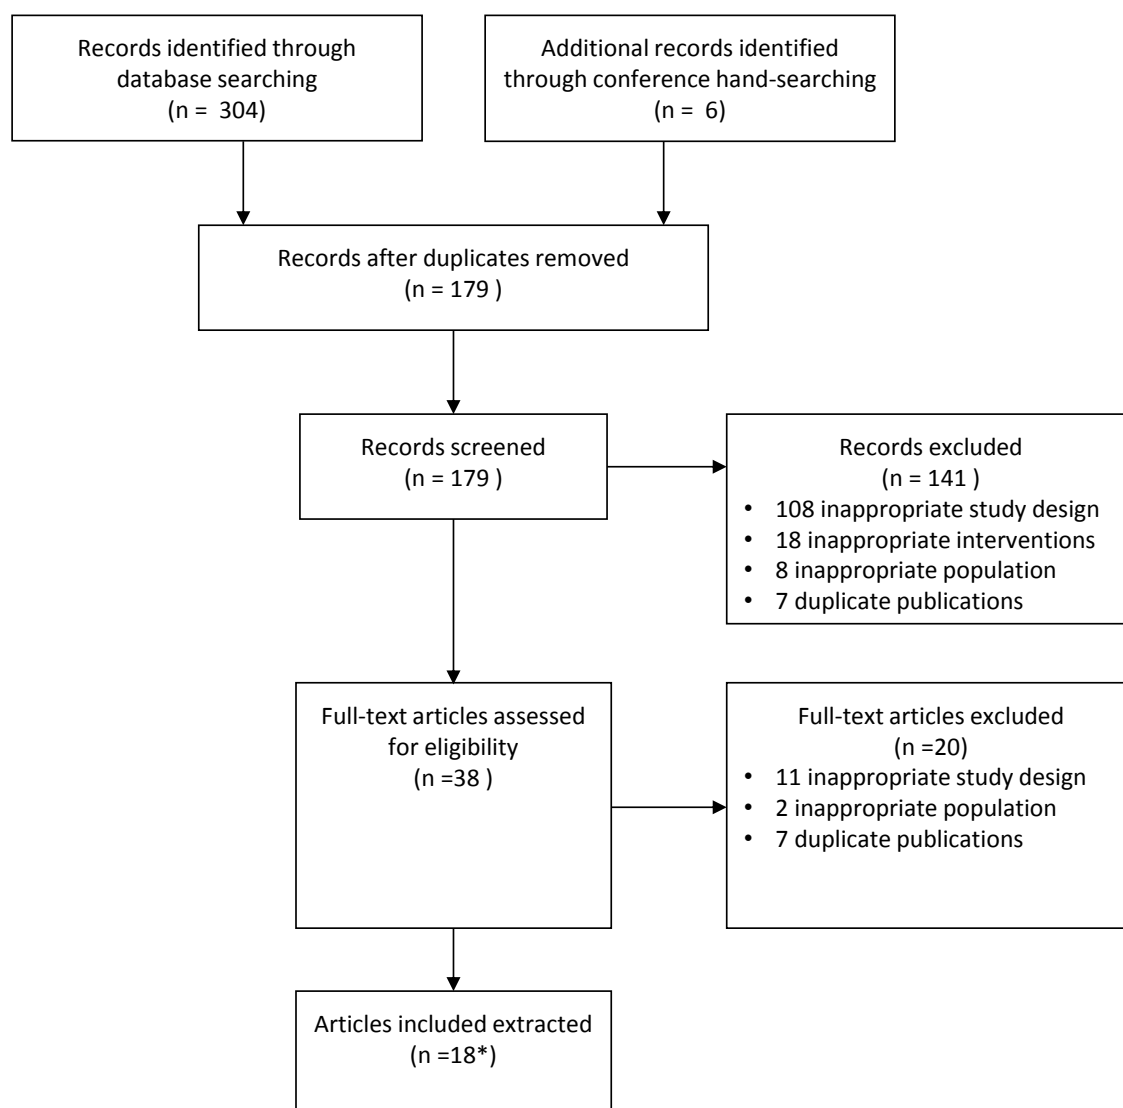 Records identified through
database searching
(n =  304)
Additional records identified
through conference hand-searching
(n =  6)
Records after duplicates removed
(n = 179 )
Records screened
(n = 179 )
Records excluded
(n = 141 )
• 108 inappropriate study design
• 18 inappropriate interventions
• 8 inappropriate population
• 7 duplicate publications
Full-text articles assessed
for eligibility
(n =38 )
Full-text articles excluded
(n =20)
• 11 inappropriate study design
• 2 inappropriate population
• 7 duplicate publications
Articles included extracted
(n =18*)